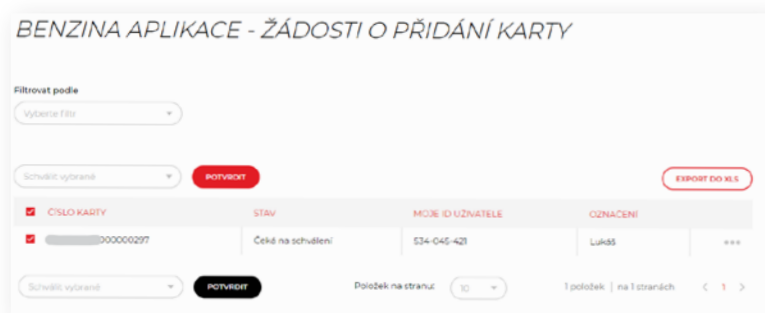 BENZINA APLIKACE - ŽÁDOSTI O PŘIDÁNÍ KARTY
Filtrovat podle
Vyberte filtr
Schválit vybrané POTVRDIT EXPORT DO XLS
ČÍSLO KARTY STAV MOJE ID UŽIVATELE OZNAČENÍ
000000297 Čeká na schválení 534-045-421 Lukáš
Schválit vybrané POTVRDIT Položek na stranu: 10 1 položek | na 1 stranách < 1 >